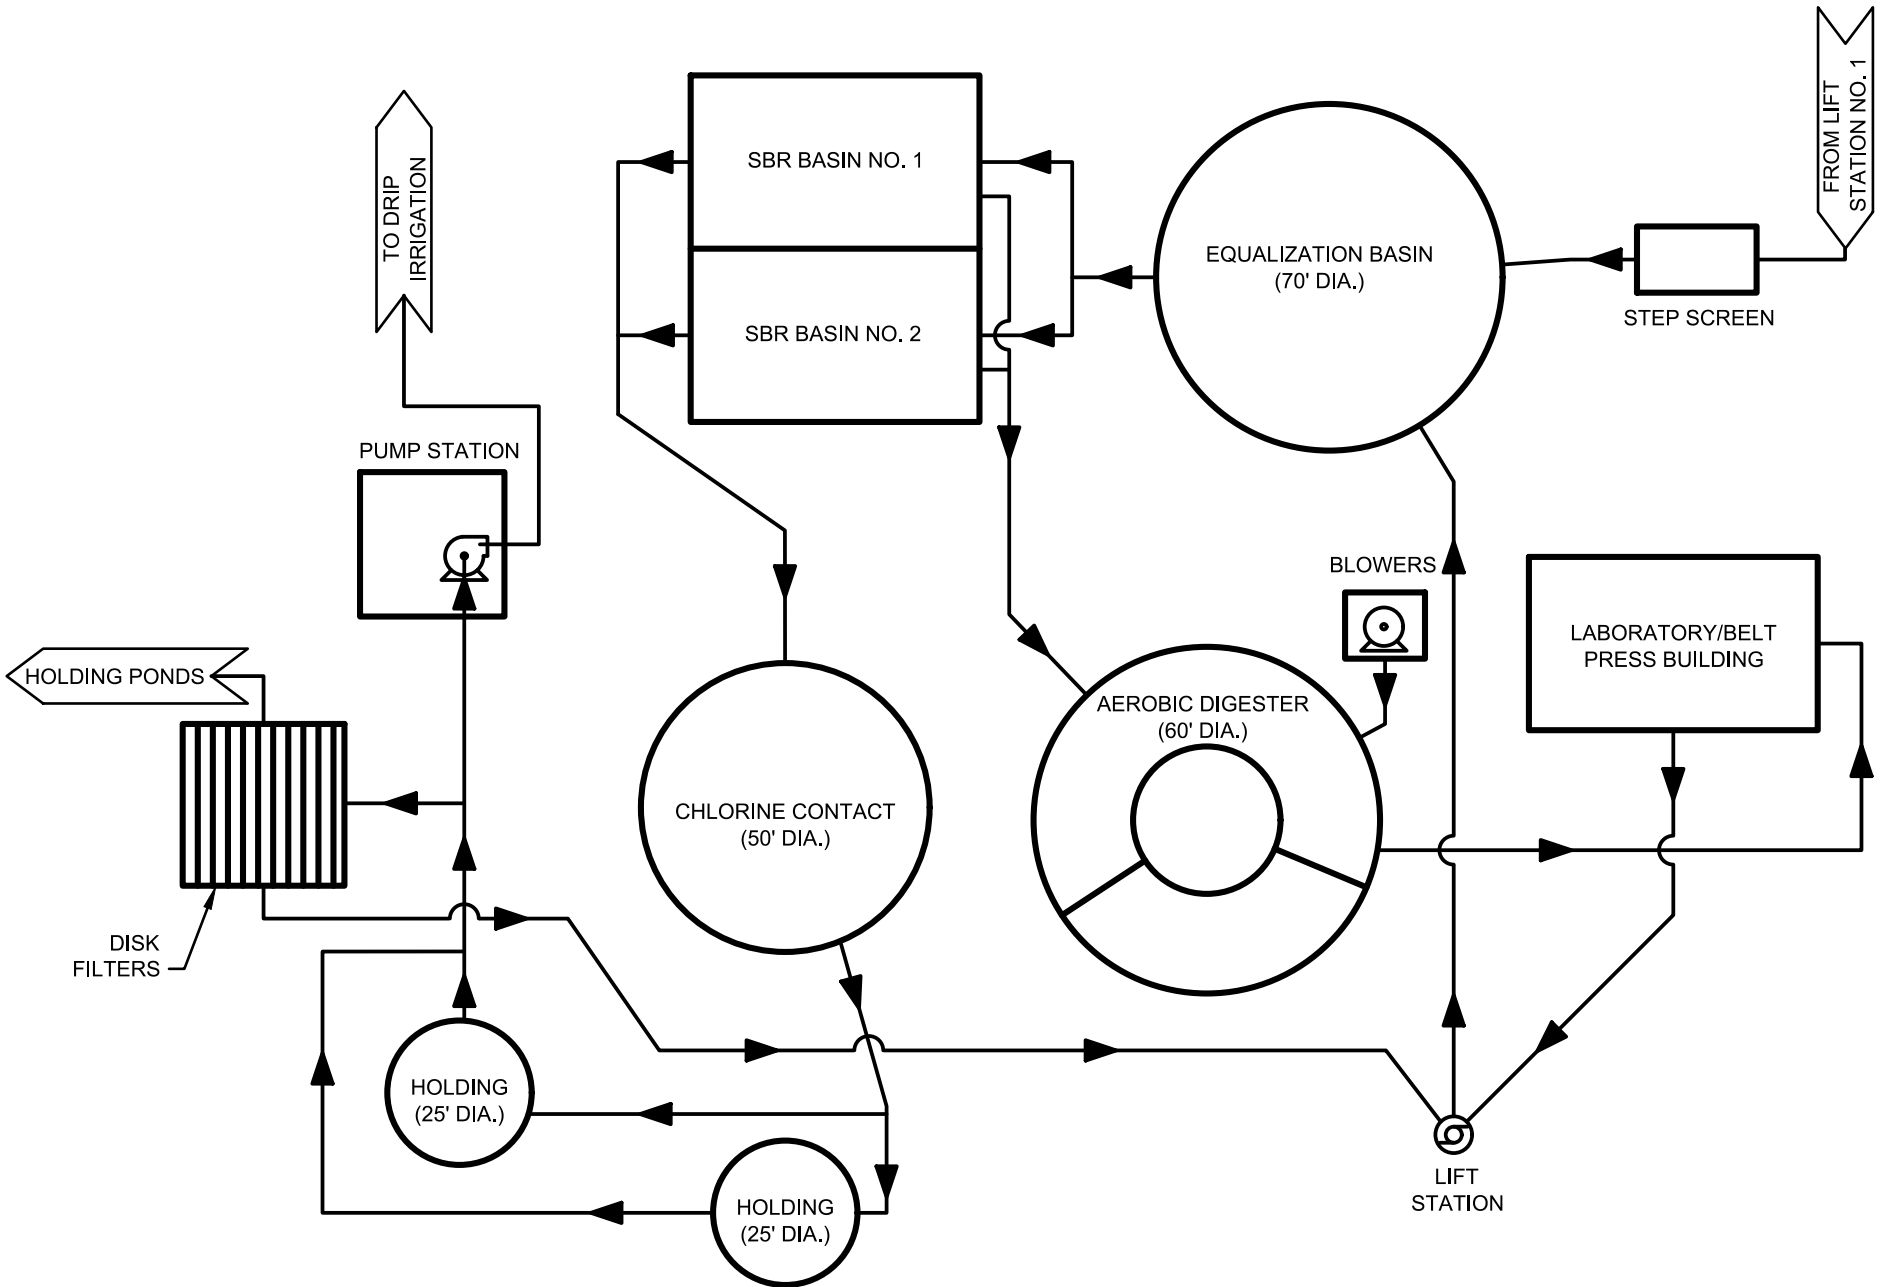 FROM LIFT
STATION NO. 1
SBR BASIN NO. 1
TO DRIP
IRRIGATION
EQUALIZATION BASIN
(70' DIA.)
STEP SCREEN
SBR BASIN NO. 2
PUMP STATION
BLOWERS
LABORATORY/BELT
PRESS BUILDING
HOLDING PONDS
AEROBIC DIGESTER
(60' DIA.)
CHLORINE CONTACT
(50' DIA.)
DISK
FILTERS
HOLDING
(25' DIA.)
HOLDING
(25' DIA.)
LIFT
STATION